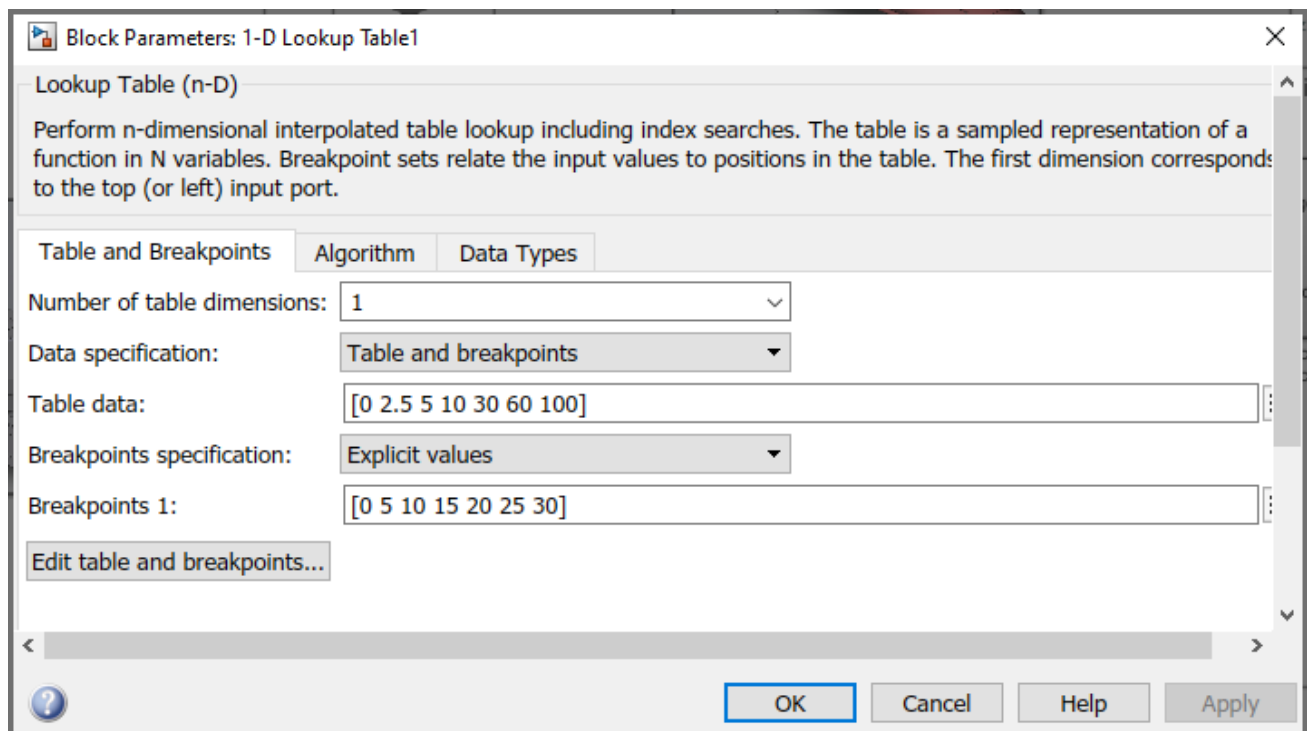 Block Parameters: 1-D Lookup Table1
Lookup Table (n-D)
Perform n-dimensional interpolated table lookup including index searches. The table is a sampled representation of a
function in N variables. Breakpoint sets relate the input values to positions in the table. The first dimension corresponds
to the top (or left) input port.
Table and Breakpoints Algorithm Data Types
Number of table dimensions: 1
Data specification: Table and breakpoints
Table data: [0 2.5 5 10 30 60 100]
Breakpoints specification: Explicit values
Breakpoints 1: [0 5 10 15 20 25 30]
Edit table and breakpoints...
OK Cancel Help Apply